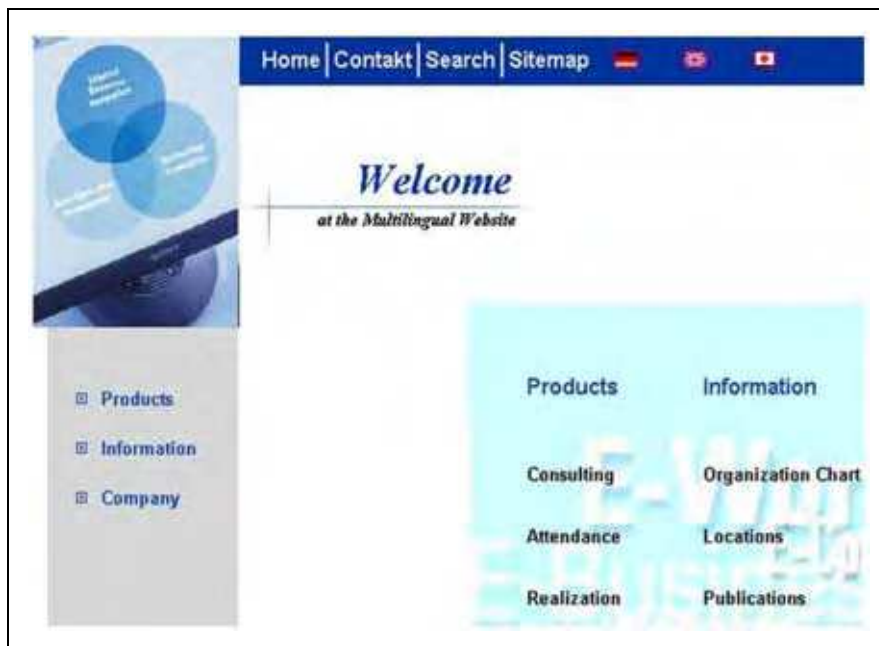 Home Contakt Search Sitemap
Welcome
at the Multilingual Website
Products
Information
Company
Products Information
Consulting Organization Chart
Attendance Locations
Realization Publications